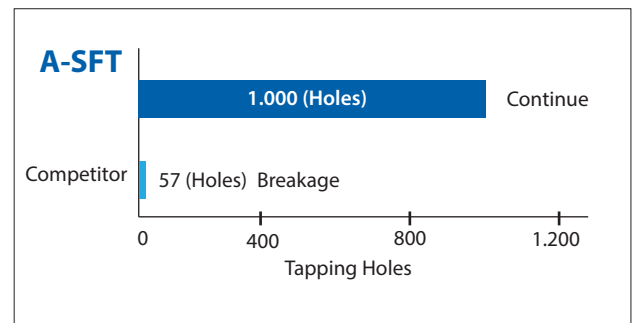 A-SFT
1.000 (Holes) Continue
Competitor 57 (Holes) Breakage
0 400 800 1.200
Tapping Holes